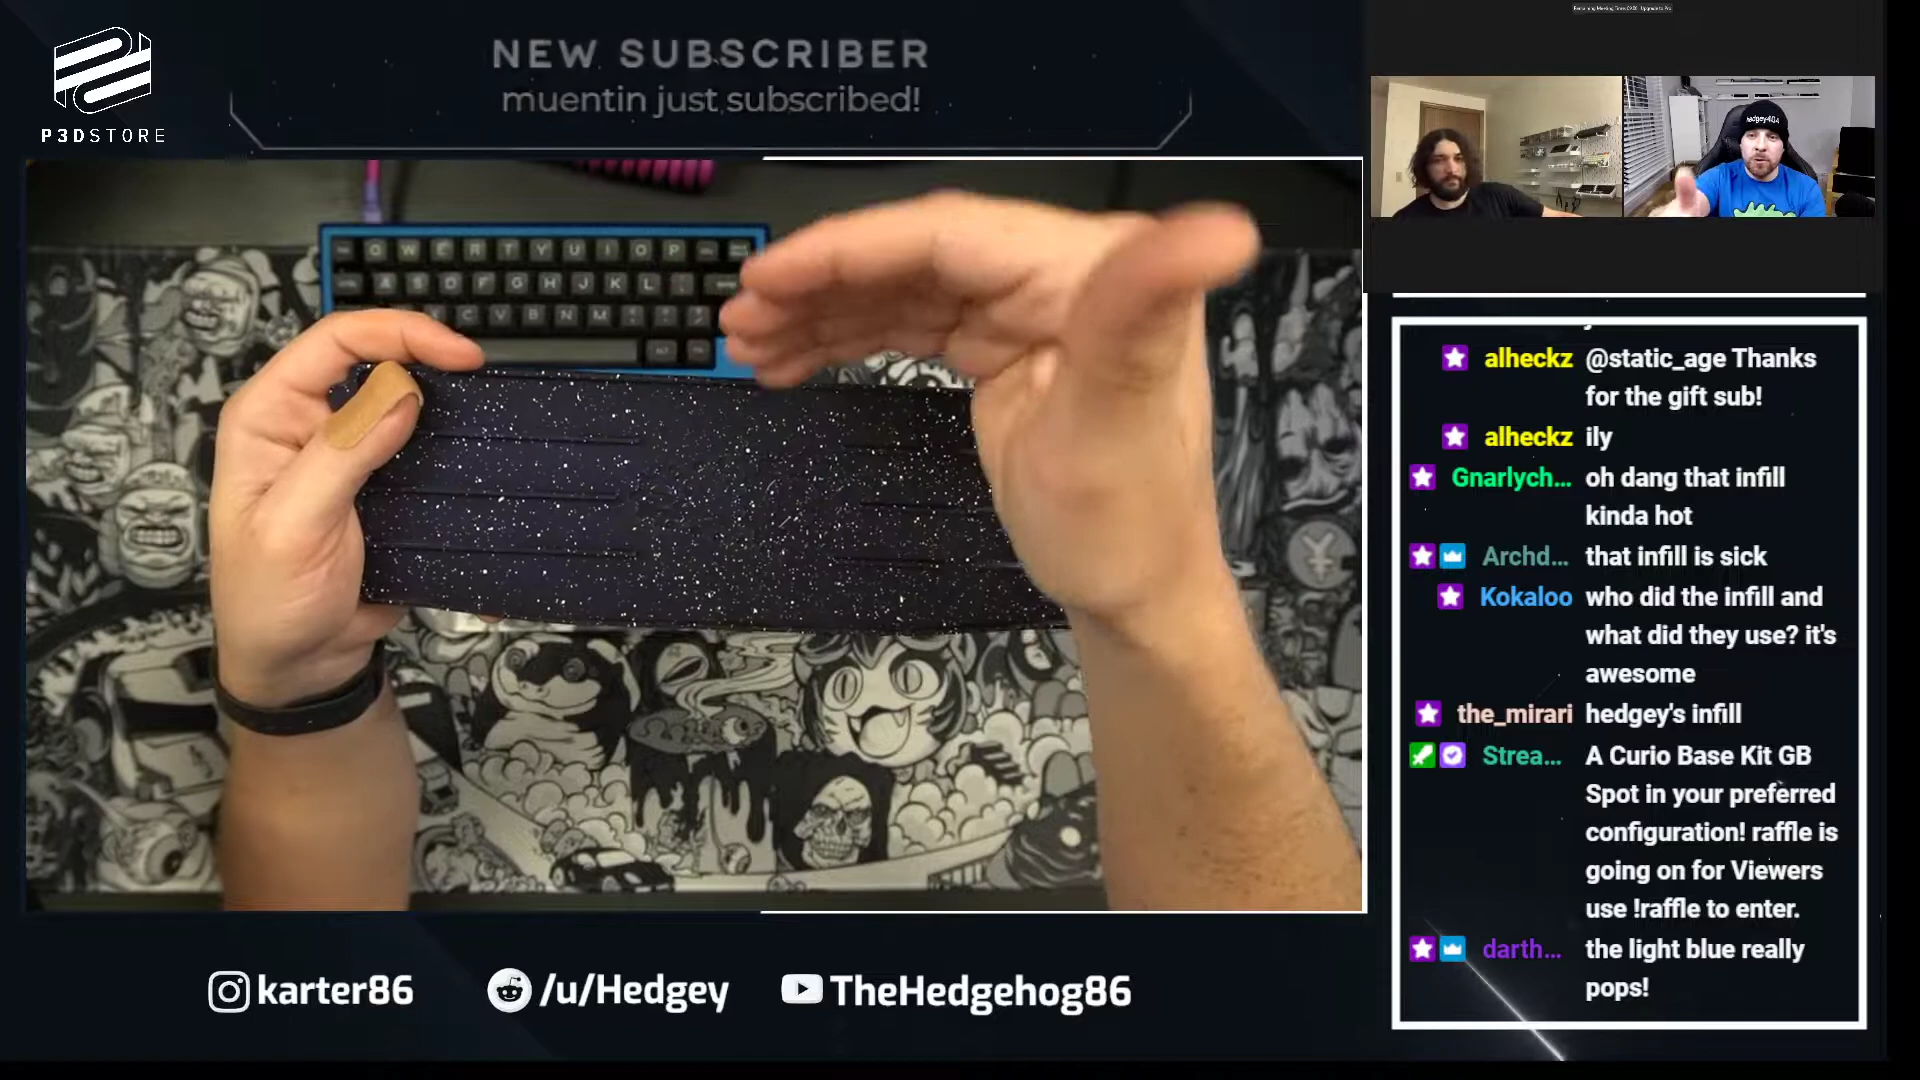 P3DSTORE
NEW SUBSCRIBER
muentin just subscribed!
Q W E R T Y U I O P
A S D F G H J K L
C V B N M
hedgey404
alheckz @static_age Thanks
for the gift sub!
alheckz ily
Gnarlych... oh dang that infill
kinda hot
Archd... that infill is sick
Kokaloo who did the infill and
what did they use? it's
awesome
the_mirari hedgey's infill
Strea... A Curio Base Kit GB
Spot in your preferred
configuration! raffle is
going on for Viewers
use !raffle to enter.
darth... the light blue really
pops!
karter86
/u/Hedgey
TheHedgehog86